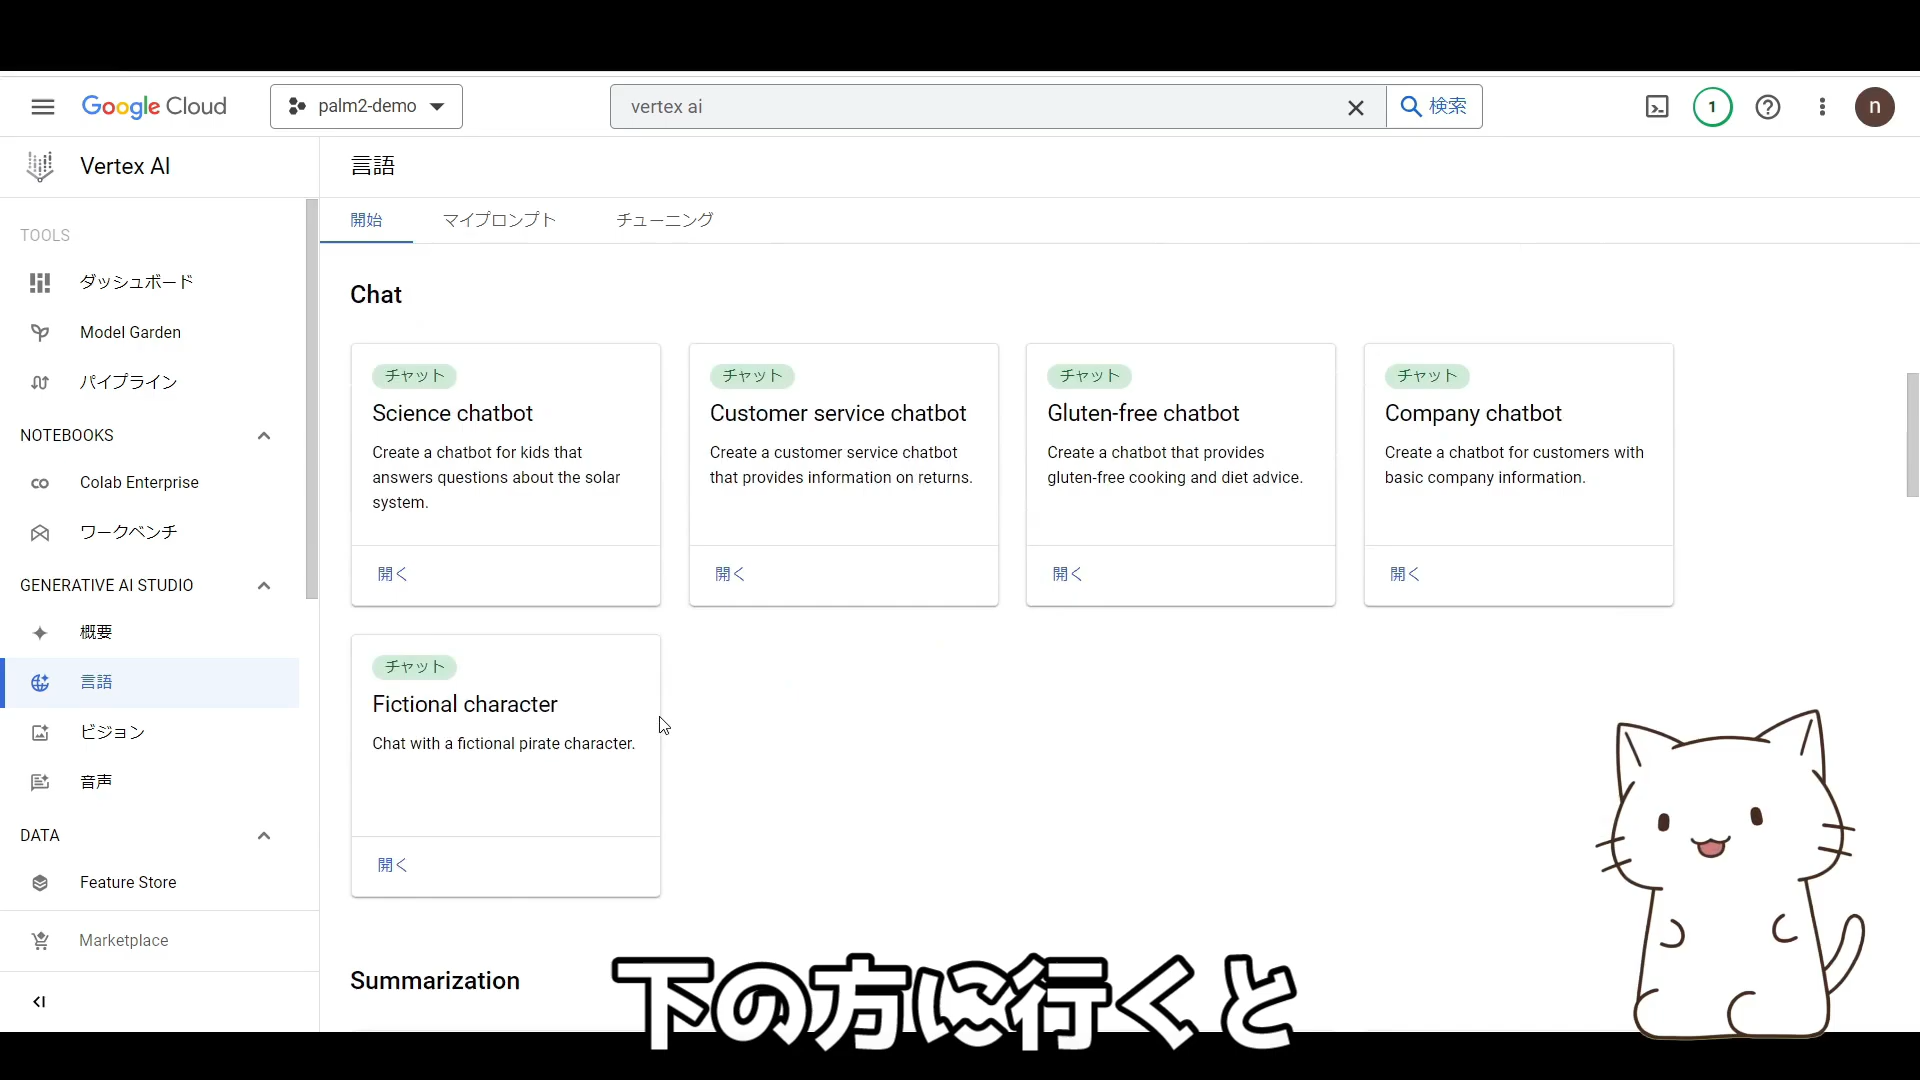 Google Cloud
palm2-demo
vertex ai
検索
1
n
Vertex AI
言語
TOOLS
ダッシュボード
Model Garden
パイプライン
NOTEBOOKS
Colab Enterprise
ワークベンチ
GENERATIVE AI STUDIO
概要
言語
ビジョン
音声
DATA
Feature Store
Marketplace
開始
マイプロンプト
チューニング
Chat
チャット
Science chatbot
Create a chatbot for kids that
answers questions about the solar
system.
開く
チャット
Customer service chatbot
Create a customer service chatbot
that provides information on returns.
開く
チャット
Gluten-free chatbot
Create a chatbot that provides
gluten-free cooking and diet advice.
開く
チャット
Company chatbot
Create a chatbot for customers with
basic company information.
開く
チャット
Fictional character
Chat with a fictional pirate character.
開く
Summarization
下の方に行くと